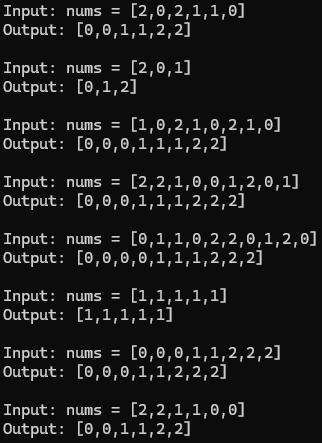 Input: nums = [2,0,2,1,1,0]
Output: [0,0,1,1,2,2]
Input: nums = [2,0,1]
Output: [0,1,2]
Input: nums = [1,0,2,1,0,2,1,0]
Output: [0,0,0,1,1,1,2,2]
Input: nums = [2,2,1,0,0,1,2,0,1]
Output: [0,0,0,1,1,1,2,2,2]
Input: nums = [0,1,1,0,2,2,0,1,2,0]
Output: [0,0,0,0,1,1,1,2,2,2]
Input: nums = [1,1,1,1,1]
Output: [1,1,1,1,1]
Input: nums = [0,0,0,1,1,2,2,2]
Output: [0,0,0,1,1,2,2,2]
Input: nums = [2,2,1,1,0,0]
Output: [0,0,1,1,2,2]